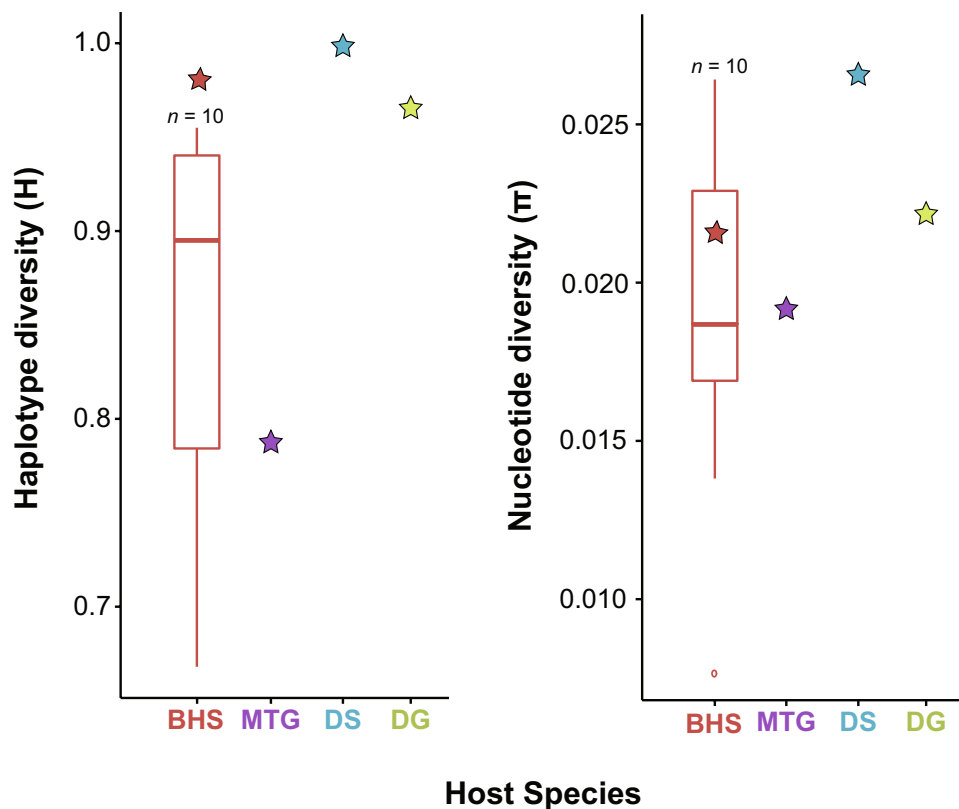 Haplotype diversity (H)
1.0
0.9
0.8
0.7
n = 10
BHS MTG DS DG
Nucleotide diversity (π)
0.025
0.020
0.015
0.010
n = 10
BHS MTG DS DG
Host Species